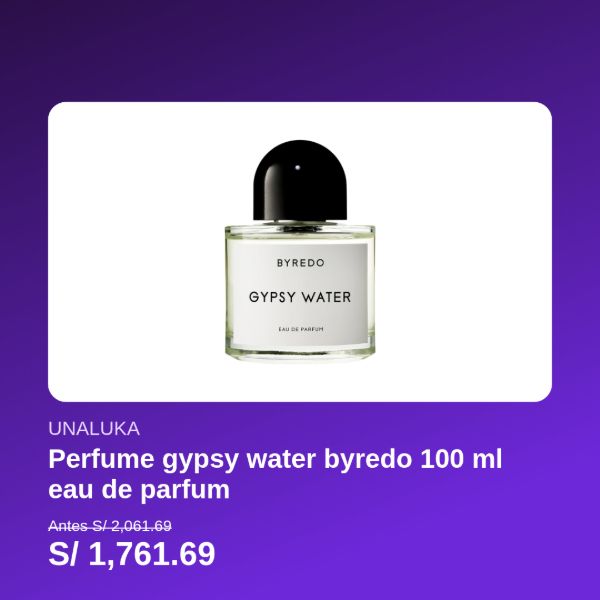 BYREDO
GYPSY WATER
EAU DE PARFUM
UNALUKA
Perfume gypsy water byredo 100 ml
eau de parfum
Antes S/ 2,061.69
S/ 1,761.69